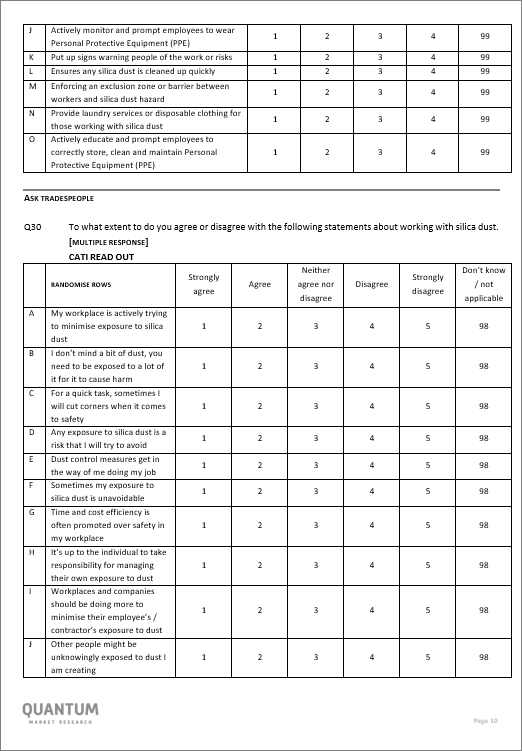 J Actively monitor and prompt employees to wear 1 2 3 4 99
Personal Protective Equipment (PPE)
K Put up signs warning people of the work or risks 1 2 3 4 99
L Ensures any silica dust is cleaned up quickly 1 2 3 4 99
M Enforcing an exclusion zone or barrier between 1 2 3 4 99
workers and silica dust hazard
N Provide laundry services or disposable clothing for 1 2 3 4 99
those working with silica dust
O Actively educate and prompt employees to 1 2 3 4 99
correctly store, clean and maintain Personal
Protective Equipment (PPE)
ASK TRADESPEOPLE
Q30 To what extent to do you agree or disagree with the following statements about working with silica dust.
[MULTIPLE RESPONSE]
CATI READ OUT
RANDOMISE ROWS Strongly agree Agree Neither agree nor disagree Disagree Strongly disagree Don't know / not applicable
A My workplace is actively trying 1 2 3 4 5 98
to minimise exposure to silica
dust
B I don't mind a bit of dust, you 1 2 3 4 5 98
need to be exposed to a lot of
it for it to cause harm
C For a quick task, sometimes I 1 2 3 4 5 98
will cut corners when it comes
to safety
D Any exposure to silica dust is a 1 2 3 4 5 98
risk that I will try to avoid
E Dust control measures get in 1 2 3 4 5 98
the way of me doing my job
F Sometimes my exposure to 1 2 3 4 5 98
silica dust is unavoidable
G Time and cost efficiency is 1 2 3 4 5 98
often promoted over safety in
my workplace
H It's up to the individual to take 1 2 3 4 5 98
responsibility for managing
their own exposure to dust
I Workplaces and companies 1 2 3 4 5 98
should be doing more to
minimise their employee's /
contractor's exposure to dust
J Other people might be 1 2 3 4 5 98
unknowingly exposed to dust I
am creating
QUANTUM
MARKET RESEARCH
Page 10